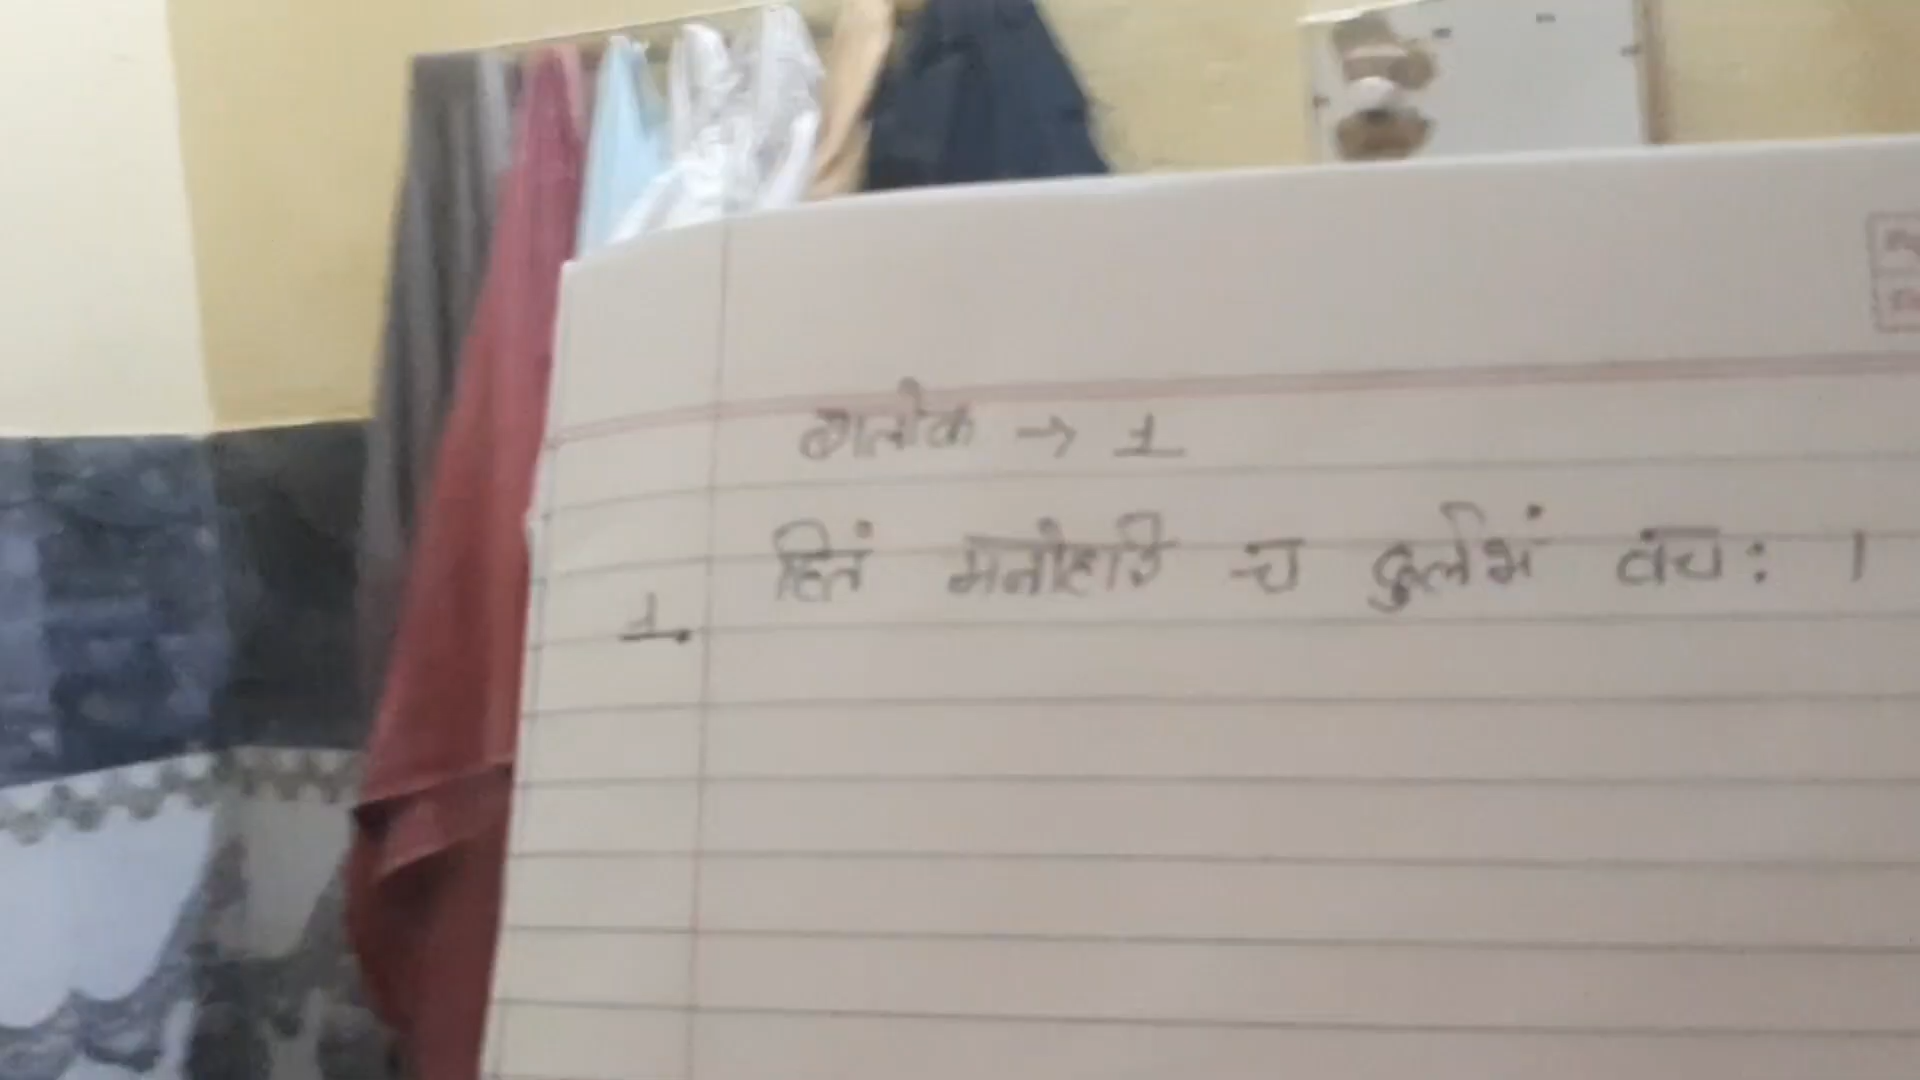 श्लोक → 1
हितं मनोहारि च दुर्लभं वचः ।
1.